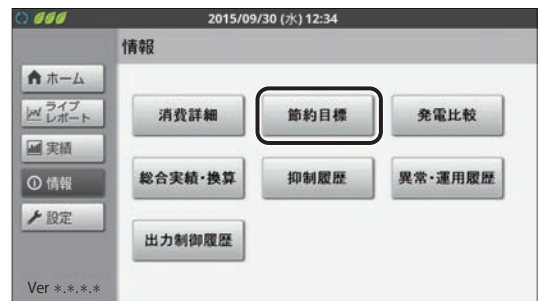 2015/09/30 (水) 12:34
情報
ホーム
ライブ
レポート
実績
情報
設定
消費詳細
節約目標
発電比較
総合実績・換算
抑制履歴
異常・運用履歴
出力制御履歴
Ver *.*.*.*